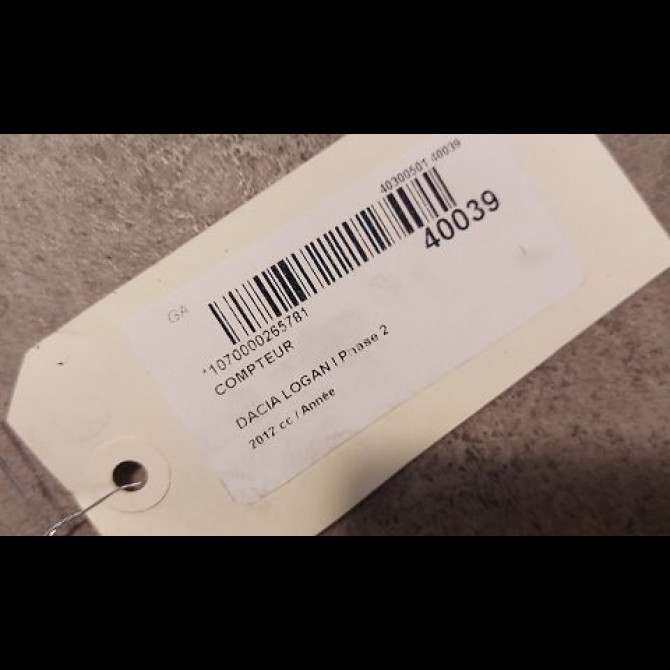 40300501 40039
GA
40039
*1070000265781
COMPTEUR
DACIA LOGAN I Phase 2
2012 cc / Année